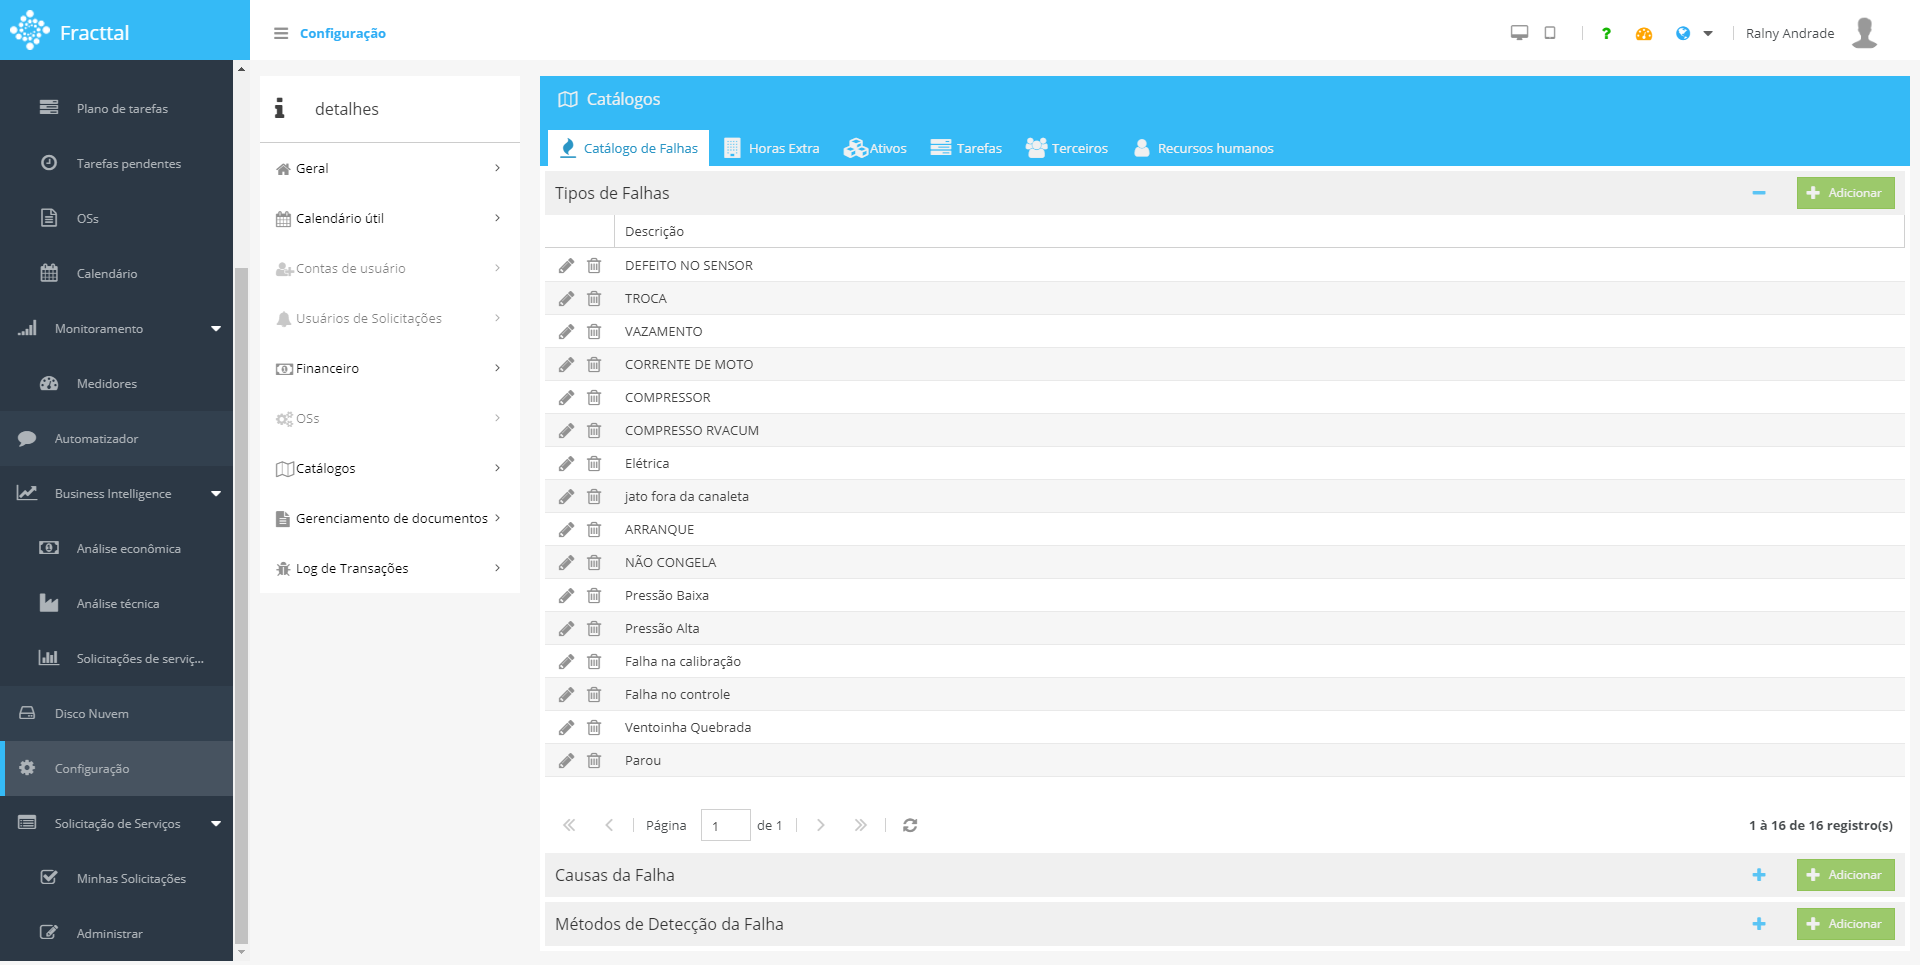 Fracttal
Configuração
?
Ralny Andrade
Plano de tarefas
Tarefas pendentes
OSs
Calendário
Monitoramento
Medidores
Automatizador
Business Intelligence
Análise econômica
Análise técnica
Solicitações de serviç...
Disco Nuvem
Configuração
Solicitação de Serviços
Minhas Solicitações
Administrar
detalhes
Geral
Calendário útil
Contas de usuário
Usuários de Solicitações
Financeiro
OSs
Catálogos
Gerenciamento de documentos
Log de Transações
Catálogos
Catálogo de Falhas
Horas Extra
Ativos
Tarefas
Terceiros
Recursos humanos
Tipos de Falhas
Adicionar
Descrição
DEFEITO NO SENSOR
TROCA
VAZAMENTO
CORRENTE DE MOTO
COMPRESSOR
COMPRESSO RVACUM
Elétrica
jato fora da canaleta
ARRANQUE
NÃO CONGELA
Pressão Baixa
Pressão Alta
Falha na calibração
Falha no controle
Ventoinha Quebrada
Parou
Página 1 de 1
1 à 16 de 16 registro(s)
Causas da Falha
Adicionar
Métodos de Detecção da Falha
Adicionar